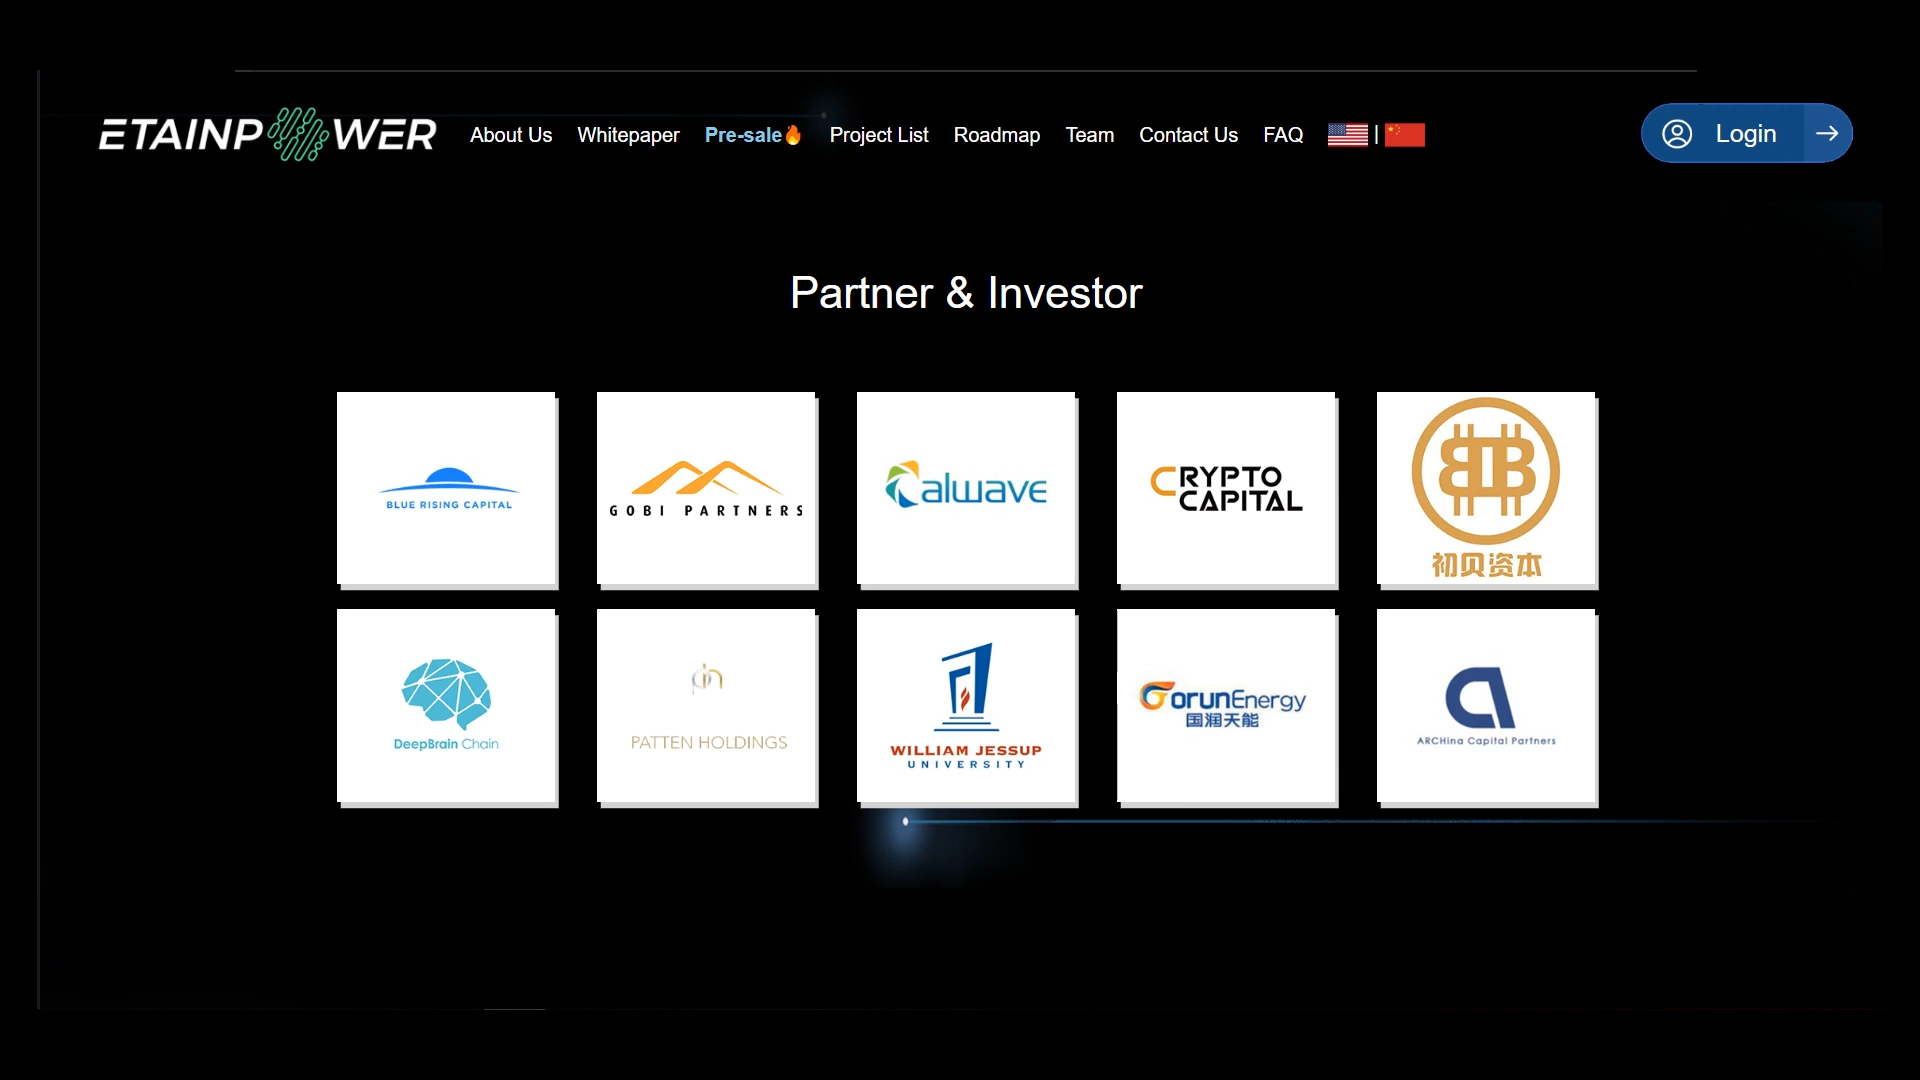 ETAINPOWER
About Us Whitepaper Pre-sale🔥 Project List Roadmap Team Contact Us FAQ |
Login
Partner & Investor
BLUE RISING CAPITAL
GOBI PARTNERS
Calwave
CRYPTO
CAPITAL
初贝资本
DeepBrain Chain
ph
PATTEN HOLDINGS
WILLIAM JESSUP
UNIVERSITY
GorunEnergy
国润天能
ARCHina Capital Partners